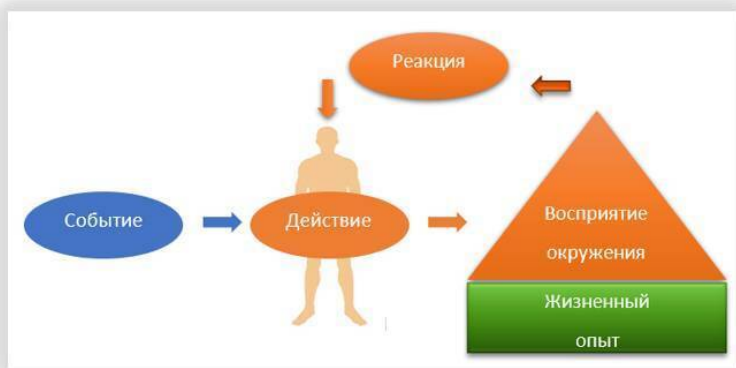 Реакция
Событие
Действие
Восприятие
окружения
Жизненный
опыт